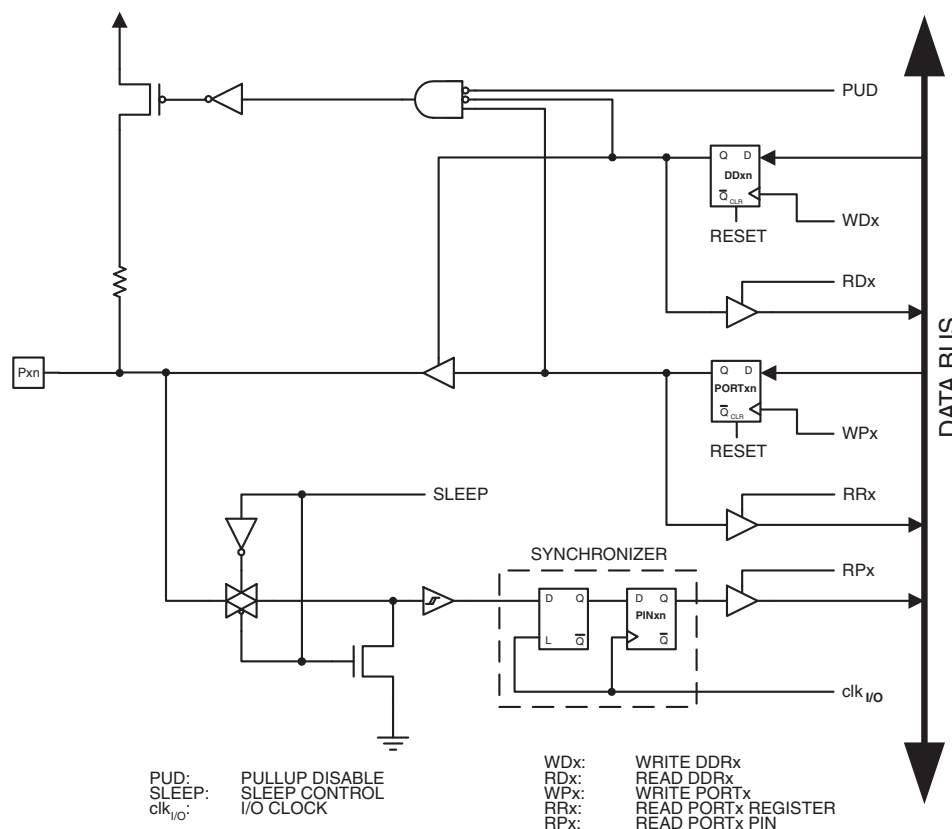 PUD
Q D
DDxn
Q CLR
WDx
RESET
RDx
Pxn
Q D
PORTxn
Q CLR
WPx
RESET
DATA BUS
SLEEP
RRx
SYNCHRONIZER
RPx
D Q
L Q
D Q
PINxn
Q
clk I/O
PUD: PULLUP DISABLE
SLEEP: SLEEP CONTROL
clk I/O: I/O CLOCK
WDx: WRITE DDRx
RDx: READ DDRx
WPx: WRITE PORTx
RRx: READ PORTx REGISTER
RPx: READ PORTx PIN